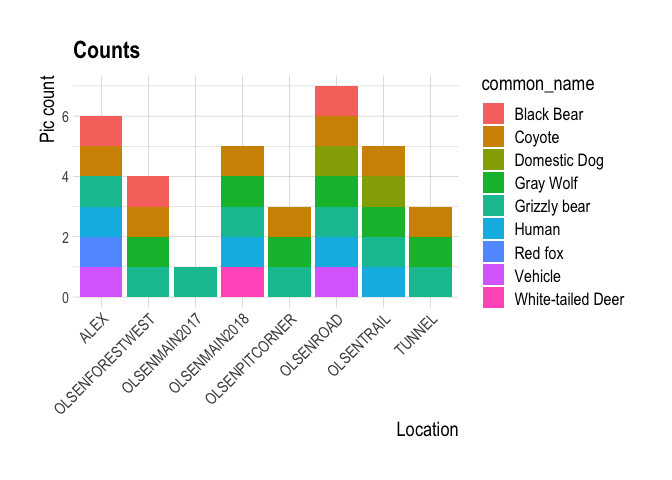 Counts
Pic count
6
4
2
0
ALEX
OLSENFORESTWEST
OLSENMAIN2017
OLSENMAIN2018
OLSENPITCORNER
OLSENROAD
OLSENTRAIL
TUNNEL
Location
common_name
Black Bear
Coyote
Domestic Dog
Gray Wolf
Grizzly bear
Human
Red fox
Vehicle
White-tailed Deer